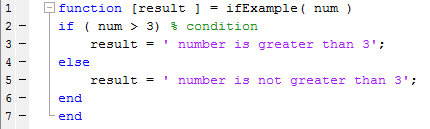 1 function [result ] = ifExample( num )
2 - if ( num > 3) % condition
3 - result = ' number is greater than 3';
4 - else
5 - result = ' number is not greater than 3';
6 - end
7 - end